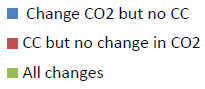 Change CO2 but no CC
CC but no change in CO2
All changes